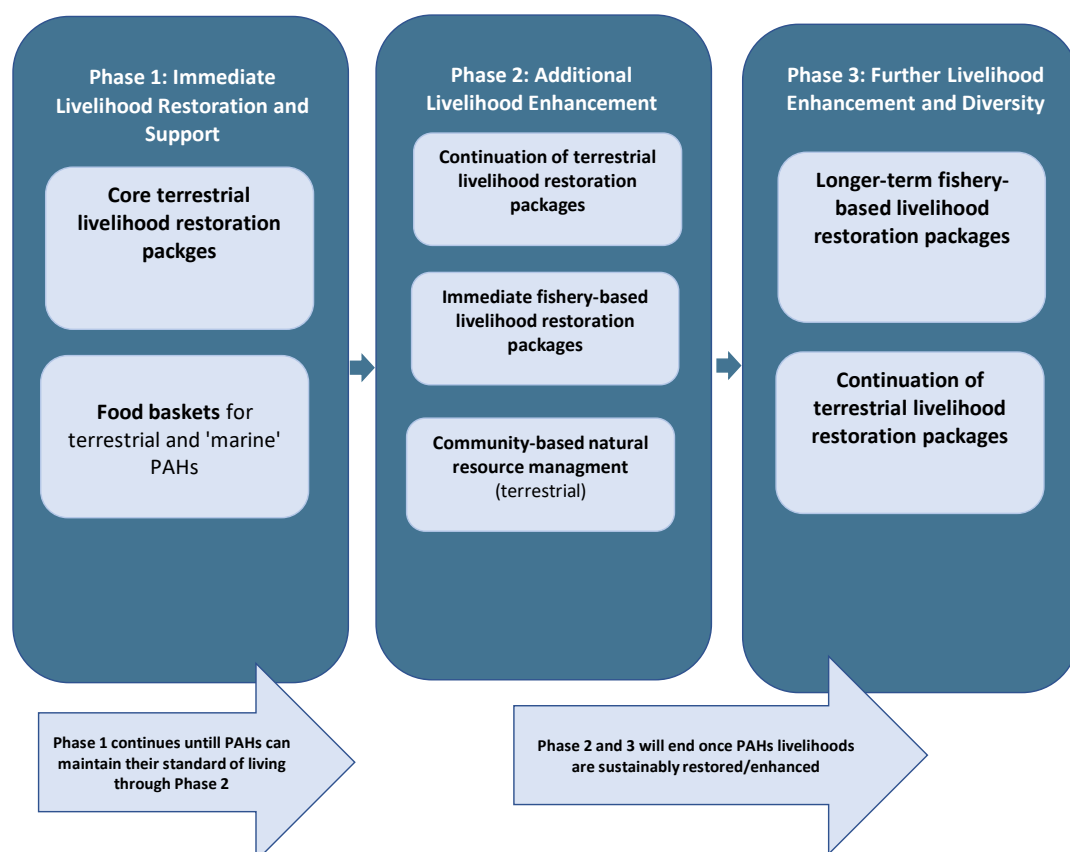 Phase 1: Immediate
Livelihood Restoration and
Support
Core terrestrial
livelihood restoration
packges
Food baskets for
terrestrial and 'marine'
PAHs
Phase 2: Additional
Livelihood Enhancement
Continuation of terrestrial
livelihood restoration
packages
Immediate fishery-based
livelihood restoration
packages
Community-based natural
resource managment
(terrestrial)
Phase 3: Further Livelihood
Enhancement and Diversity
Longer-term fishery-
based livelihood
restoration packages
Continuation of
terrestrial livelihood
restoration packages
Phase 1 continues untill PAHs can
maintain their standard of living
through Phase 2
Phase 2 and 3 will end once PAHs livelihoods
are sustainably restored/enhanced